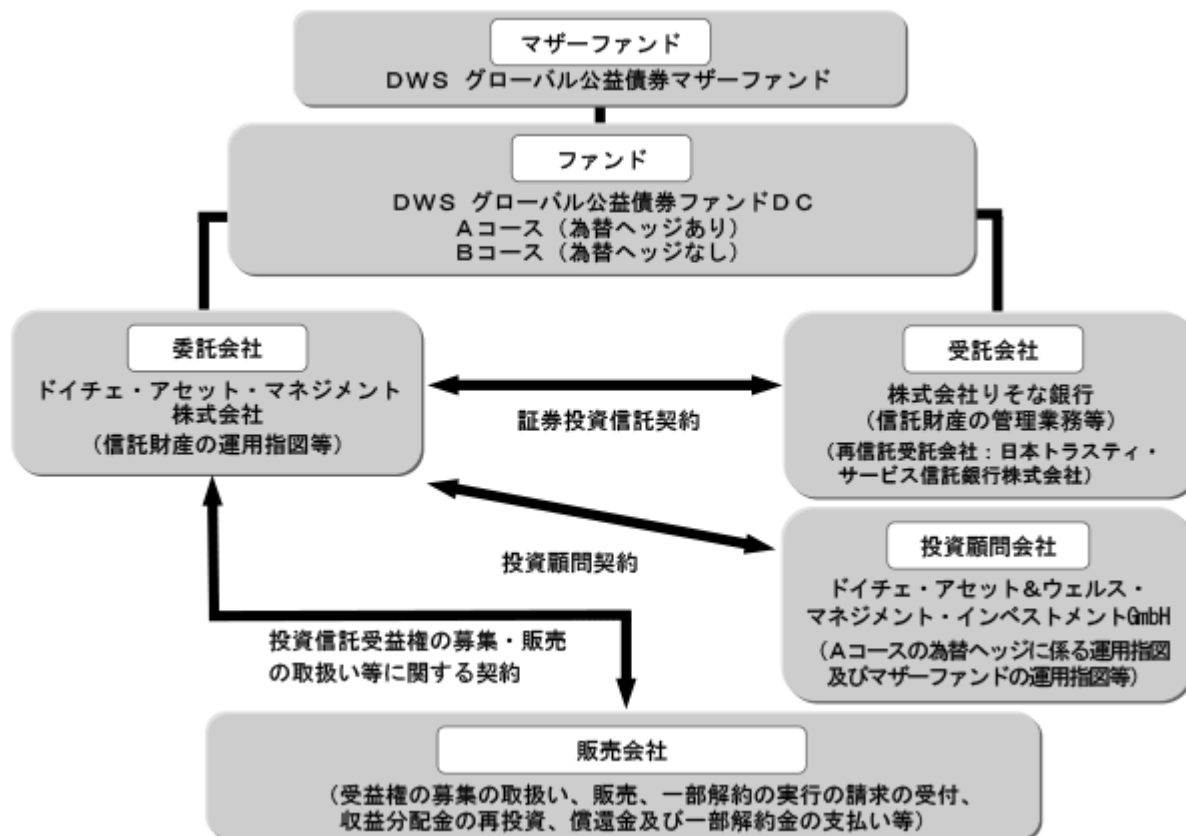 マザーファンド
DWS グローバル公益債券マザーファンド
ファンド
DWS グローバル公益債券ファンドDC
Aコース（為替ヘッジあり）
Bコース（為替ヘッジなし）
委託会社
ドイチェ・アセット・マネジメント
株式会社
（信託財産の運用指図等）
証券投資信託契約
受託会社
株式会社りそな銀行
（信託財産の管理業務等）
（再信託受託会社：日本トラスティ・
サービス信託銀行株式会社）
投資顧問契約
投資顧問会社
ドイチェ・アセット＆ウェルス・
マネジメント・インベストメントGmbH
（Aコースの為替ヘッジに係る運用指図
及びマザーファンドの運用指図等）
投資信託受益権の募集・販売
の取扱い等に関する契約
販売会社
（受益権の募集の取扱い、販売、一部解約の実行の請求の受付、
収益分配金の再投資、償還金及び一部解約金の支払い等）